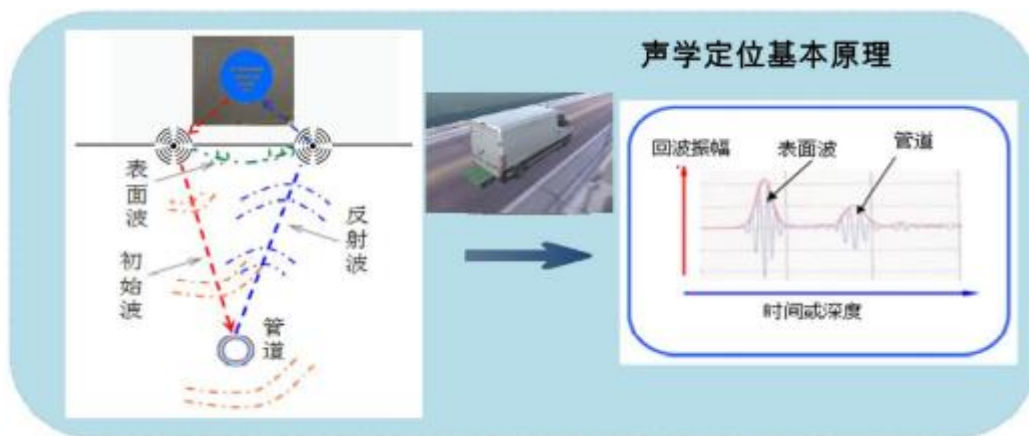 声学定位基本原理
表面波
初始波
反射波
管道
回波振幅
表面波
管道
时间或深度